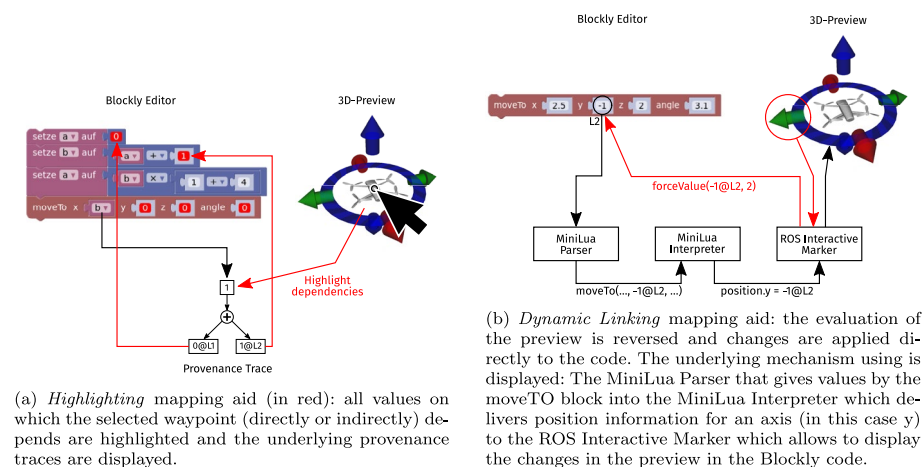 Blockly Editor
3D-Preview
setze a auf 0
setze b auf a + 1
setze a auf b × 1 + 4
moveTo x b y 0 z 0 angle 0
Highlight
dependencies
1
+
0@L1 1@L2
Provenance Trace
(a) Highlighting mapping aid (in red): all values on
which the selected waypoint (directly or indirectly) de-
pends are highlighted and the underlying provenance
traces are displayed.
Blockly Editor
3D-Preview
moveTo x 2.5 y -1 z 2 angle 3.1
L2
forceValue(-1@L2, 2)
MiniLua
Parser
MiniLua
Interpreter
ROS Interactive
Marker
moveTo(..., -1@L2, ...)
position.y = -1@L2
(b) Dynamic Linking mapping aid: the evaluation of
the preview is reversed and changes are applied di-
rectly to the code. The underlying mechanism using is
displayed: The MiniLua Parser that gives values by the
moveTO block into the MiniLua Interpreter which de-
livers position information for an axis (in this case y)
to the ROS Interactive Marker which allows to display
the changes in the preview in the Blockly code.